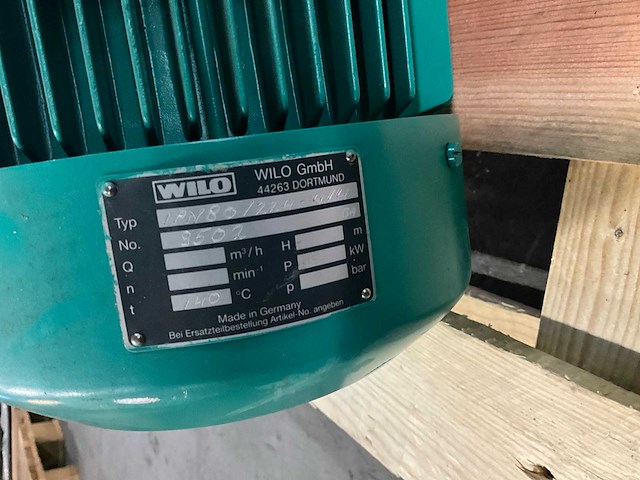 WILO
WILO GmbH
44263 DORTMUND
Typ
No. 9602
Q m³/h H m
n min⁻¹ P kW
t 140 °C p bar
Made in Germany
Bei Ersatzteilbestellung Artikel-No. angeben